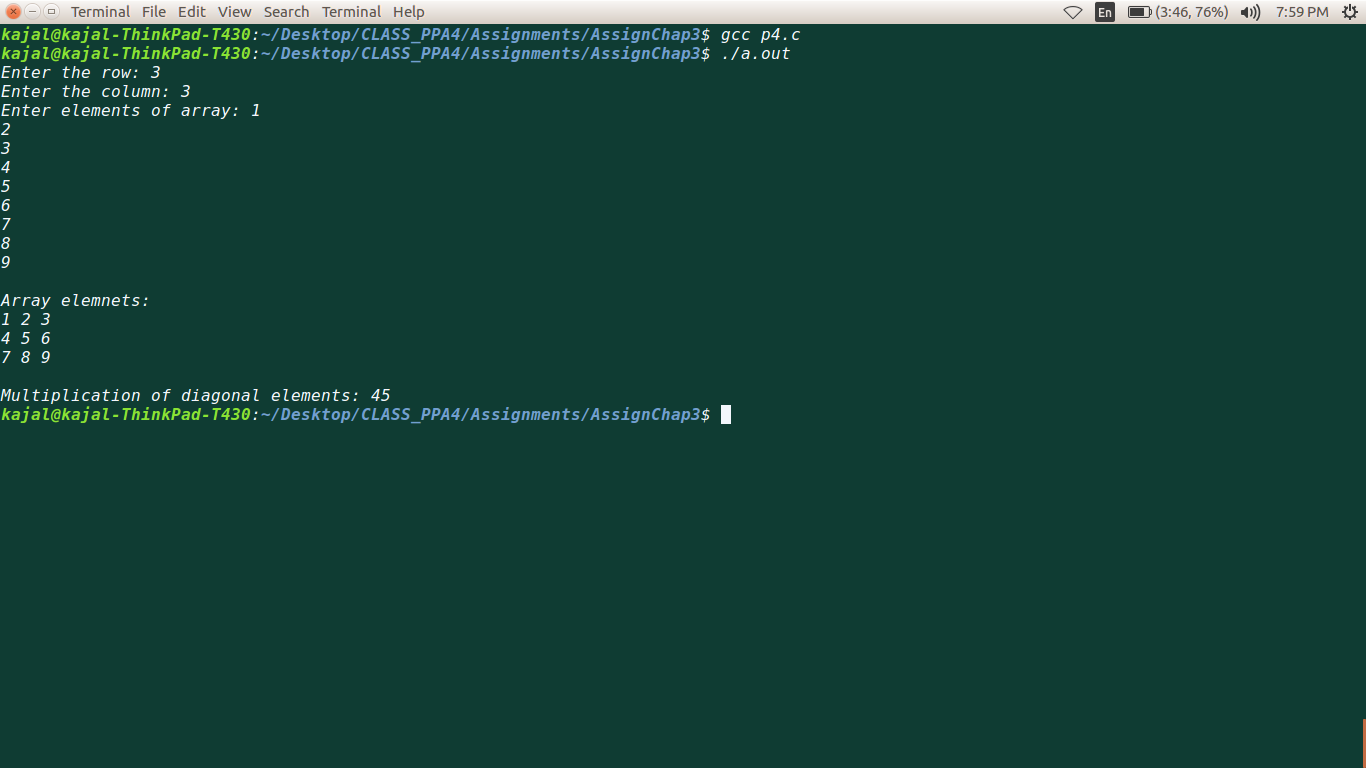 Terminal File Edit View Search Terminal Help En (3:46, 76%) 7:59 PM
kajal@kajal-ThinkPad-T430:~/Desktop/CLASS_PPA4/Assignments/AssignChap3$ gcc p4.c
kajal@kajal-ThinkPad-T430:~/Desktop/CLASS_PPA4/Assignments/AssignChap3$ ./a.out
Enter the row: 3
Enter the column: 3
Enter elements of array: 1
2
3
4
5
6
7
8
9
Array elemnets:
1 2 3
4 5 6
7 8 9
Multiplication of diagonal elements: 45
kajal@kajal-ThinkPad-T430:~/Desktop/CLASS_PPA4/Assignments/AssignChap3$